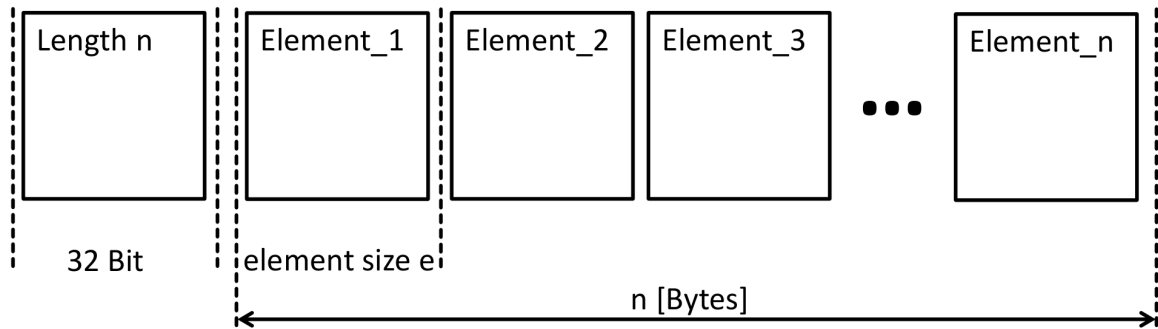 Length n
Element_1
Element_2
Element_3
Element_n
32 Bit
element size e
n [Bytes]